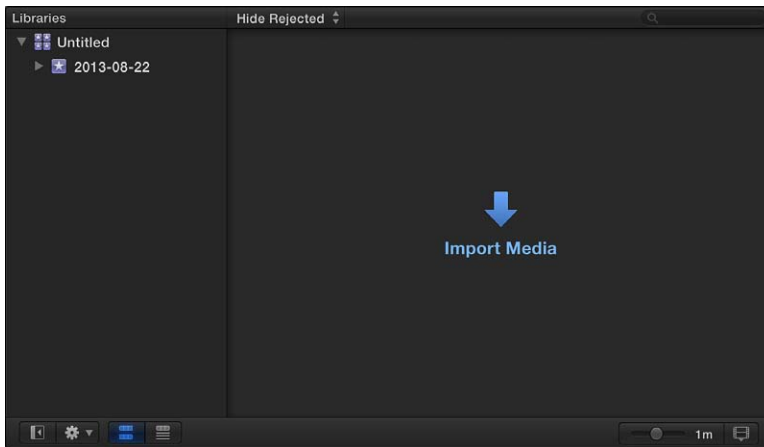 Libraries
Hide Rejected
Untitled
2013-08-22
Import Media
1m